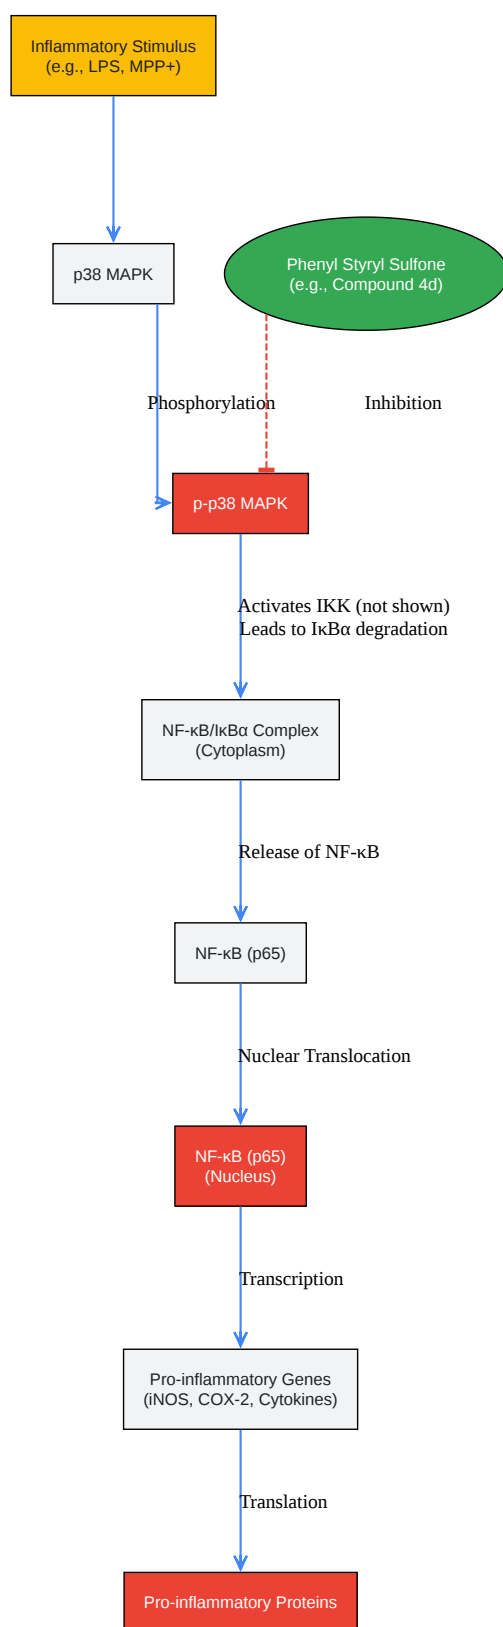 Inflammatory Stimulus
(e.g., LPS, MPP+)
p38 MAPK
Phenyl Styryl Sulfone
(e.g., Compound 4d)
Phosphorylation
Inhibition
p-p38 MAPK
Activates IKK (not shown)
Leads to IκBα degradation
NF-κB/IκBα Complex
(Cytoplasm)
Release of NF-κB
NF-κB (p65)
Nuclear Translocation
NF-κB (p65)
(Nucleus)
Transcription
Pro-inflammatory Genes
(iNOS, COX-2, Cytokines)
Translation
Pro-inflammatory Proteins